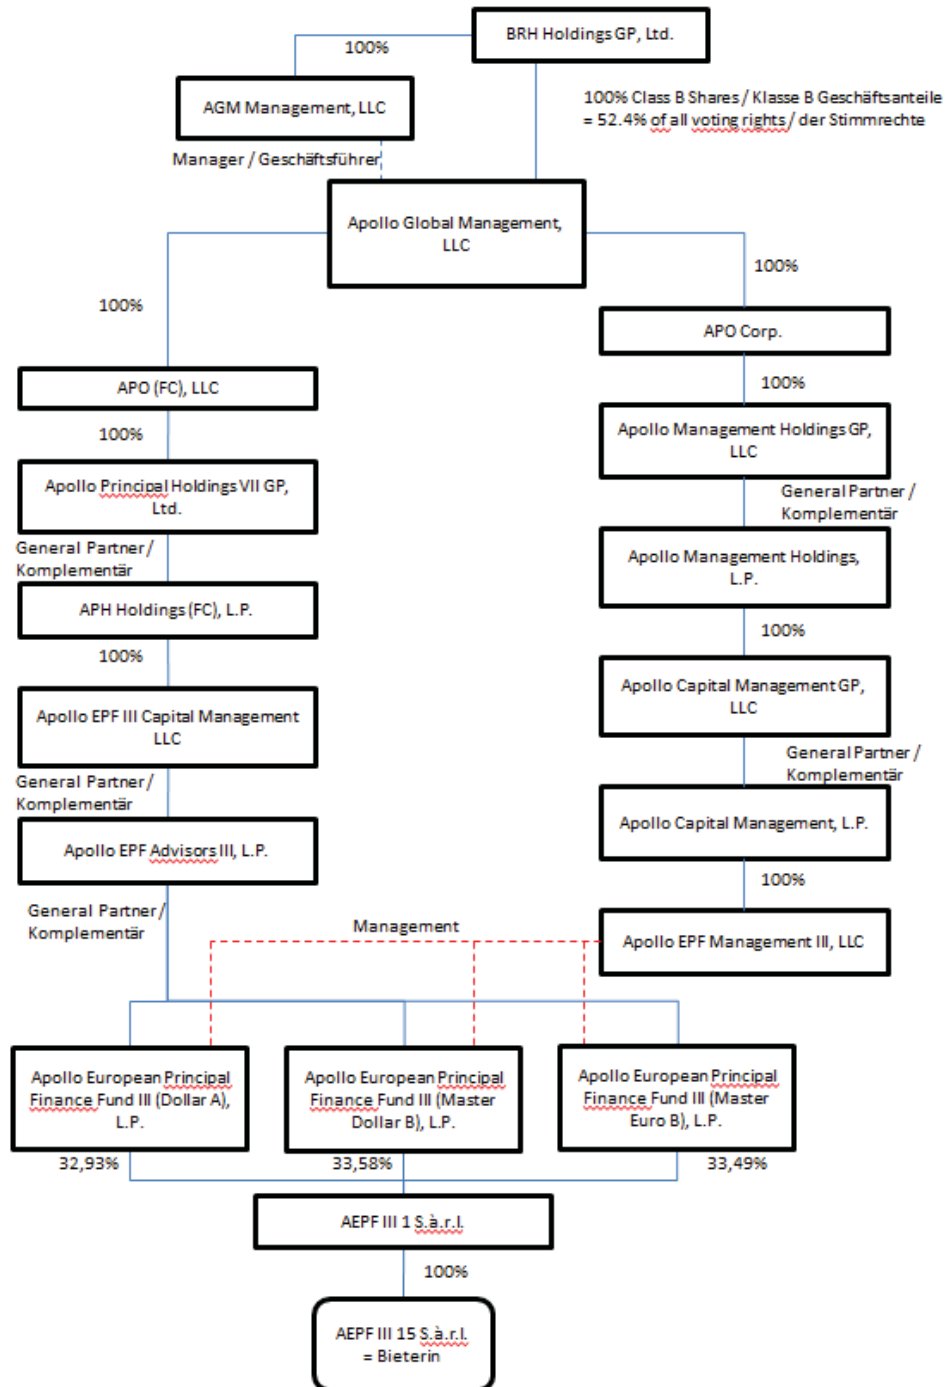 BRH Holdings GP, Ltd.
100%
AGM Management, LLC
100% Class B Shares / Klasse B Geschäftsanteile
= 52.4% of all voting rights / der Stimmrechte
Manager / Geschäftsführer
Apollo Global Management,
LLC
100%
100%
APO Corp.
APO (FC), LLC
100%
100%
Apollo Management Holdings GP,
LLC
Apollo Principal Holdings VII GP,
Ltd.
General Partner /
Komplementär
General Partner /
Komplementär
Apollo Management Holdings,
L.P.
APH Holdings (FC), L.P.
100%
100%
Apollo Capital Management GP,
LLC
Apollo EPF III Capital Management
LLC
General Partner /
Komplementär
General Partner /
Komplementär
Apollo Capital Management, L.P.
Apollo EPF Advisors III, L.P.
100%
General Partner /
Komplementär
Management
Apollo EPF Management III, LLC
Apollo European Principal
Finance Fund III (Dollar A),
L.P.
Apollo European Principal
Finance Fund III (Master
Dollar B), L.P.
Apollo European Principal
Finance Fund III (Master
Euro B), L.P.
32,93%
33,58%
33,49%
AEPF III 1 S.à.r.l.
100%
AEPF III 15 S.à.r.l.
= Bieterin